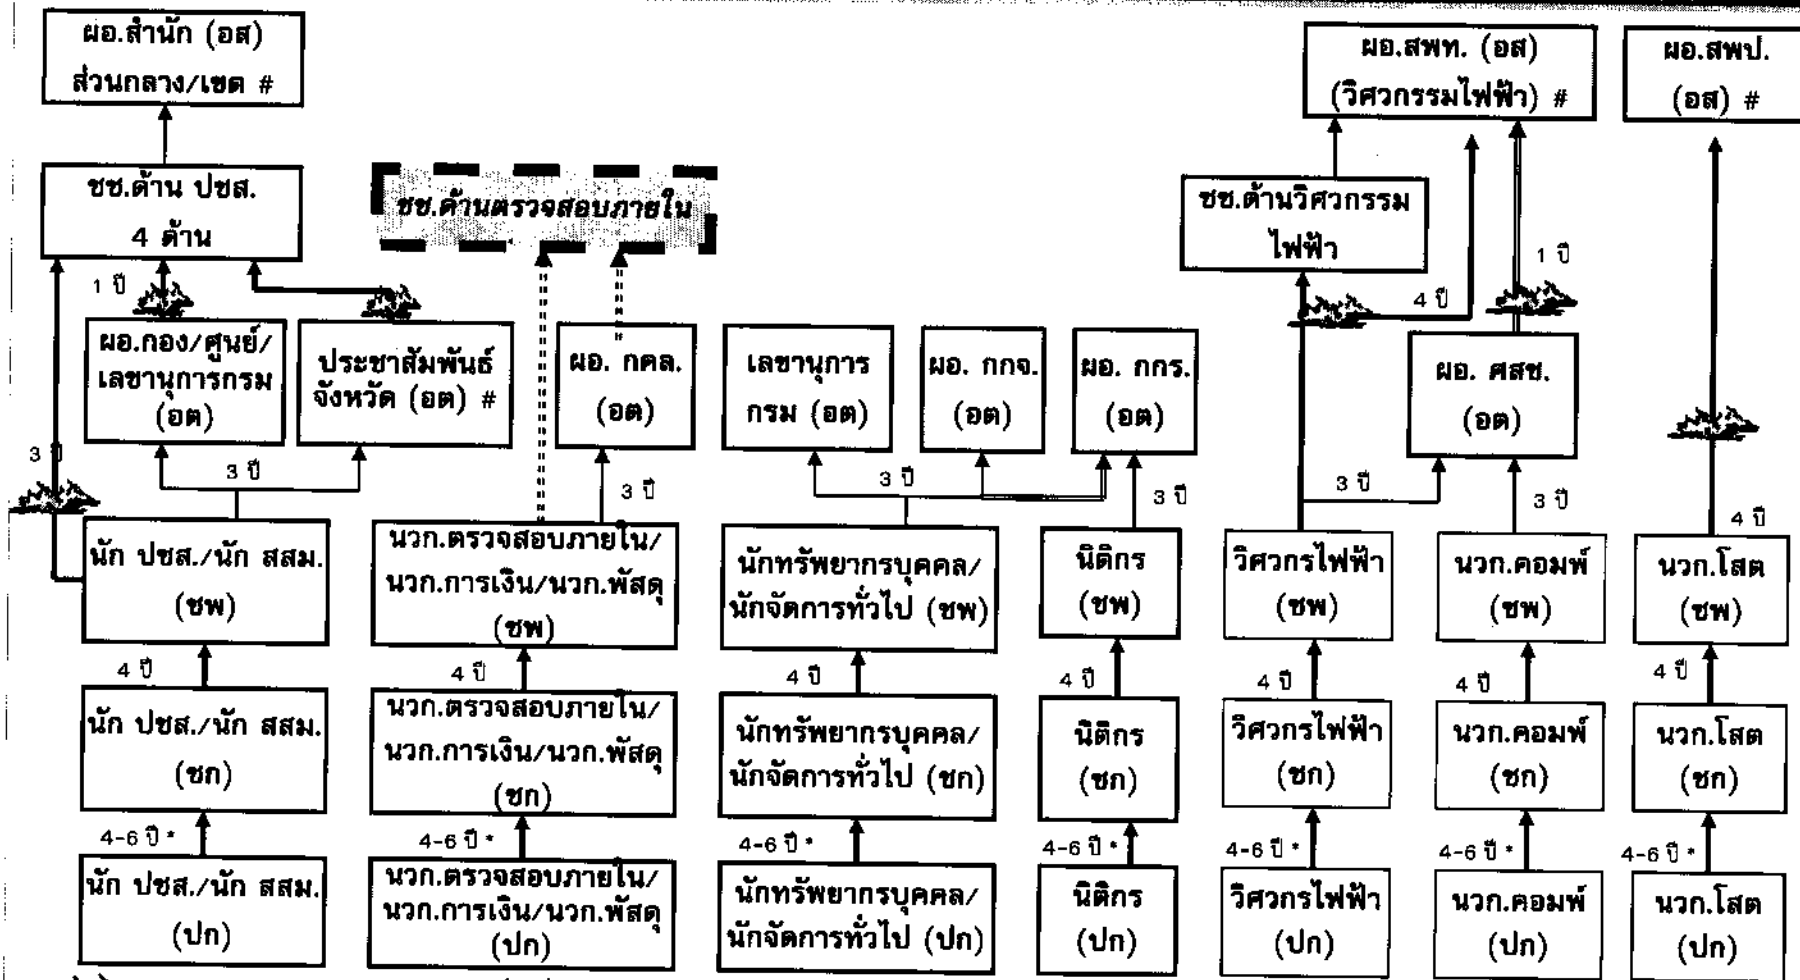 ผอ.สำนัก (อส)
ส่วนกลาง/เขต #
ผอ.สพท. (อส)
(วิศวกรรมไฟฟ้า) #
ผอ.สพป.
(อส) #
ชช.ด้าน ปชส.
4 ด้าน
ชช.ด้านตรวจสอบภายใน
ชช.ด้านวิศวกรรม
ไฟฟ้า
1 ปี
4 ปี
1 ปี
ผอ.กอง/ศูนย์/
เลขานุการกรม
(อต)
ประชาสัมพันธ์
จังหวัด (อต) #
ผอ. กคล.
(อต)
เลขานุการ
กรม (อต)
ผอ. กกจ.
(อต)
ผอ. กกร.
(อต)
ผอ. ศสช.
(อต)
3 ปี
3 ปี
3 ปี
3 ปี
3 ปี
3 ปี
3 ปี
4 ปี
นัก ปชส./นัก สสม.
(ชพ)
นวก.ตรวจสอบภายใน/
นวก.การเงิน/นวก.พัสดุ
(ชพ)
นักทรัพยากรบุคคล/
นักจัดการทั่วไป (ชพ)
นิติกร
(ชพ)
วิศวกรไฟฟ้า
(ชพ)
นวก.คอมพ์
(ชพ)
นวก.โสต
(ชพ)
4 ปี
4 ปี
4 ปี
4 ปี
4 ปี
4 ปี
4 ปี
นัก ปชส./นัก สสม.
(ชก)
นวก.ตรวจสอบภายใน/
นวก.การเงิน/นวก.พัสดุ
(ชก)
นักทรัพยากรบุคคล/
นักจัดการทั่วไป (ชก)
นิติกร
(ชก)
วิศวกรไฟฟ้า
(ชก)
นวก.คอมพ์
(ชก)
นวก.โสต
(ชก)
4-6 ปี *
4-6 ปี *
4-6 ปี *
4-6 ปี *
4-6 ปี *
4-6 ปี *
4-6 ปี *
นัก ปชส./นัก สสม.
(ปก)
นวก.ตรวจสอบภายใน/
นวก.การเงิน/นวก.พัสดุ
(ปก)
นักทรัพยากรบุคคล/
นักจัดการทั่วไป (ปก)
นิติกร
(ปก)
วิศวกรไฟฟ้า
(ปก)
นวก.คอมพ์
(ปก)
นวก.โสต
(ปก)